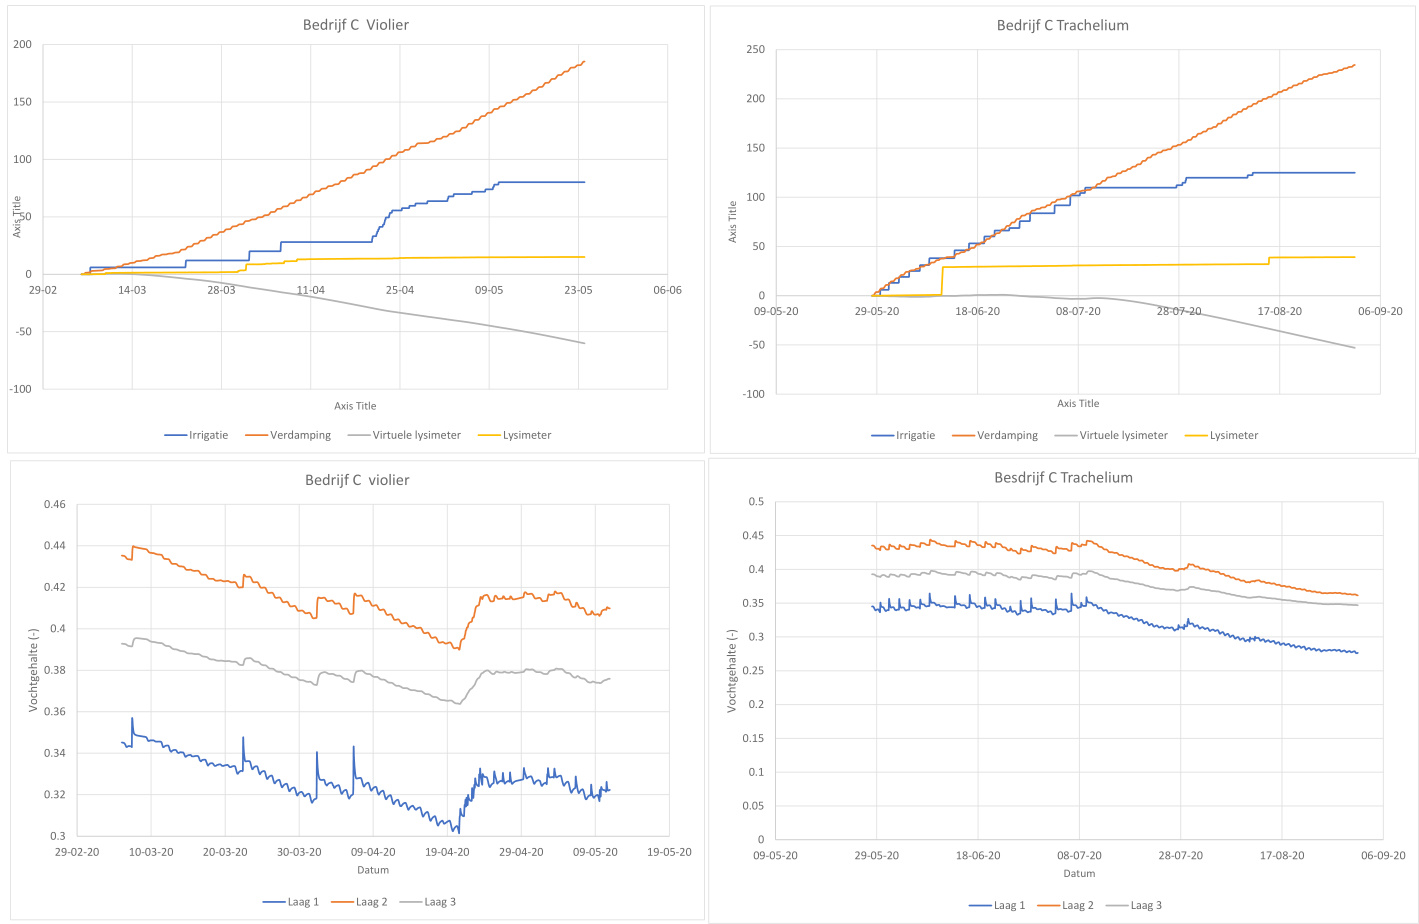 Bedrijf C Violier
200
150
100
50
0
-50
-100
Axis Title
29-02 14-03 28-03 11-04 25-04 09-05 23-05 06-06
Axis Title
Irrigatie Verdamping Virtuele lysimeter Lysimeter
Bedrijf C Trachelium
250
200
150
100
50
0
-50
-100
Axis Title
09-05-20 29-05-20 18-06-20 08-07-20 28-07-20 17-08-20 06-09-20
Axis Title
Irrigatie Verdamping Virtuele lysimeter Lysimeter
Bedrijf C violier
0.46
0.44
0.42
0.4
0.38
0.36
0.34
0.32
0.3
Vochtgehalte (-)
29-02-20 10-03-20 20-03-20 30-03-20 09-04-20 19-04-20 29-04-20 09-05-20 19-05-20
Datum
Laag 1 Laag 2 Laag 3
Besdrijf C Trachelium
0.5
0.45
0.4
0.35
0.3
0.25
0.2
0.15
0.1
0.05
0
Vochtgehalte (-)
09-05-20 29-05-20 18-06-20 08-07-20 28-07-20 17-08-20 06-09-20
Datum
Laag 1 Laag 2 Laag 3